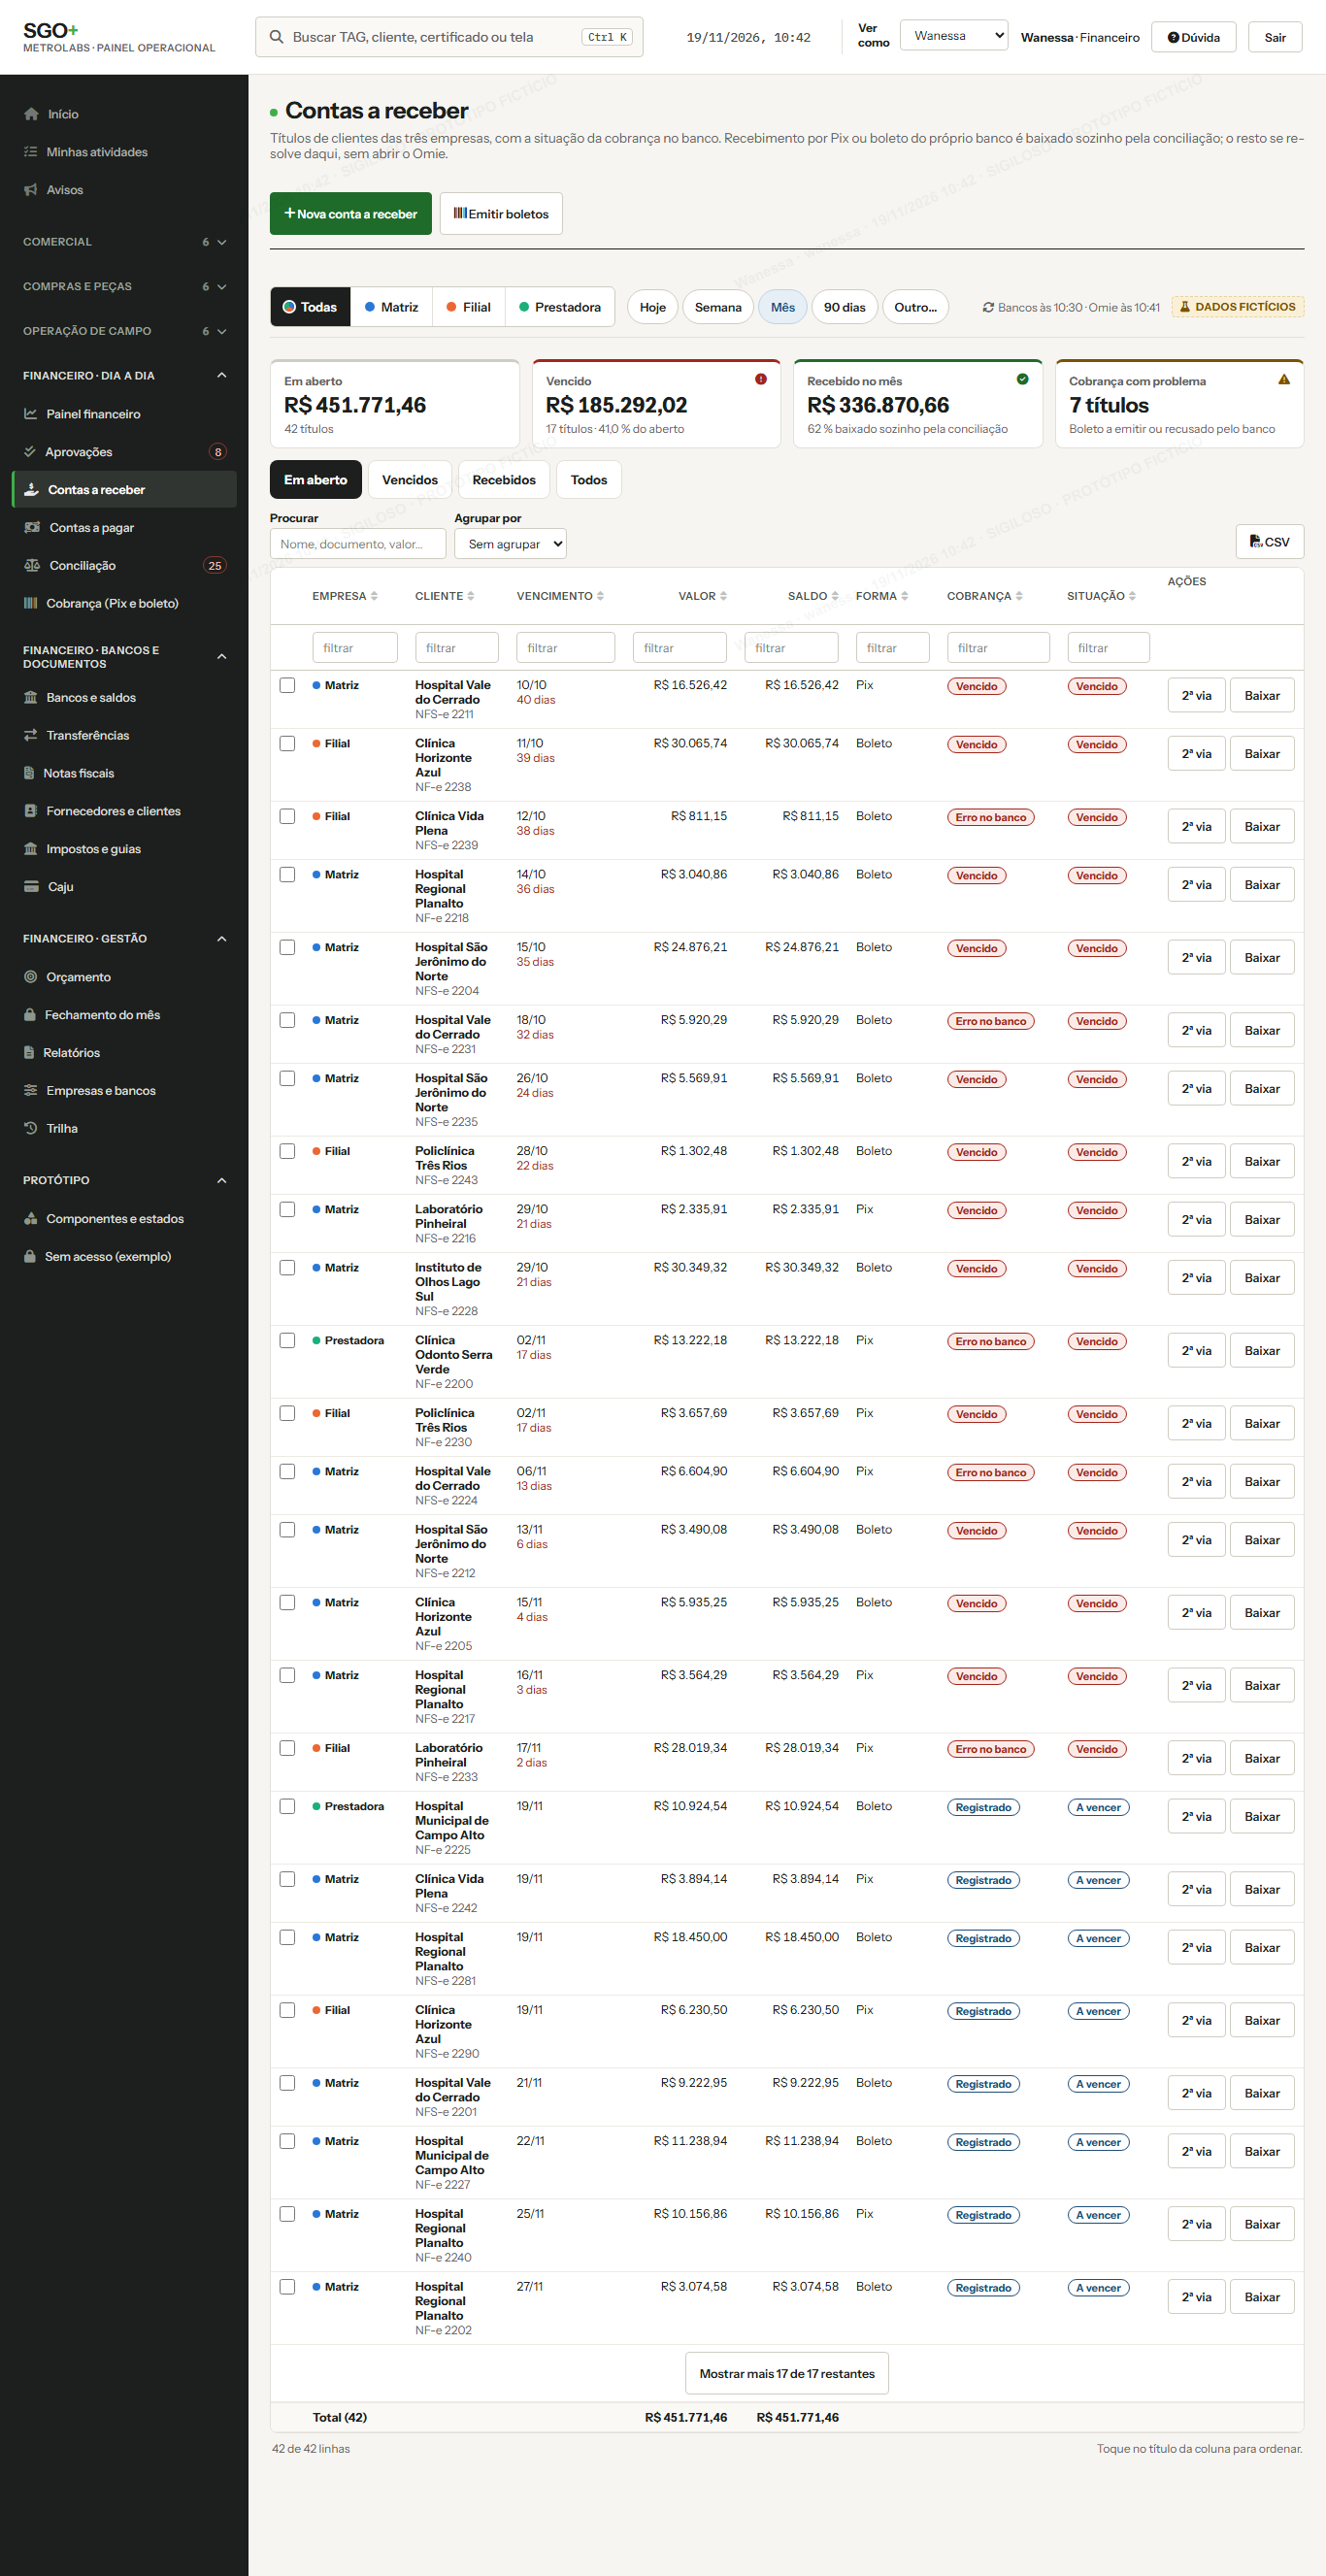 SGO+
METROLABS · PAINEL OPERACIONAL
Buscar TAG, cliente, certificado ou tela
Ctrl K
19/11/2026, 10:42
Ver como
Wanessa
Wanessa · Financeiro
Dúvida
Sair
Início
Minhas atividades
Avisos
COMERCIAL 6
COMPRAS E PEÇAS 6
OPERAÇÃO DE CAMPO 6
FINANCEIRO · DIA A DIA
Painel financeiro
Aprovações 8
Contas a receber
Contas a pagar
Conciliação 25
Cobrança (Pix e boleto)
FINANCEIRO · BANCOS E
DOCUMENTOS
Bancos e saldos
Transferências
Notas fiscais
Fornecedores e clientes
Impostos e guias
Caju
FINANCEIRO · GESTÃO
Orçamento
Fechamento do mês
Relatórios
Empresas e bancos
Trilha
PROTÓTIPO
Componentes e estados
Sem acesso (exemplo)
Contas a receber
Títulos de clientes das três empresas, com a situação da cobrança no banco. Recebimento por Pix ou boleto do próprio banco é baixado sozinho pela conciliação; o resto se re-
solve daqui, sem abrir o Omie.
Nova conta a receber
Emitir boletos
Todas Matriz Filial Prestadora
Hoje Semana Mês 90 dias Outro...
Bancos às 10:30 · Omie às 10:41
DADOS FICTÍCIOS
Em aberto
R$ 451.771,46
42 títulos
Vencido
R$ 185.292,02
17 títulos · 41,0 % do aberto
Recebido no mês
R$ 336.870,66
62 % baixado sozinho pela conciliação
Cobrança com problema
7 títulos
Boleto a emitir ou recusado pelo banco
Em aberto Vencidos Recebidos Todos
Procurar
Nome, documento, valor...
Agrupar por
Sem agrupar
CSV
EMPRESA CLIENTE VENCIMENTO VALOR SALDO FORMA COBRANÇA SITUAÇÃO AÇÕES
filtrar filtrar filtrar filtrar filtrar filtrar filtrar filtrar
Matriz Hospital Vale do Cerrado NFS-e 2211 10/10 40 dias R$ 16.526,42 R$ 16.526,42 Pix Vencido Vencido 2ª via Baixar
Filial Clínica Horizonte Azul NF-e 2238 11/10 39 dias R$ 30.065,74 R$ 30.065,74 Boleto Vencido Vencido 2ª via Baixar
Filial Clínica Vida Plena NFS-e 2239 12/10 38 dias R$ 811,15 R$ 811,15 Boleto Erro no banco Vencido 2ª via Baixar
Matriz Hospital Regional Planalto NF-e 2218 14/10 36 dias R$ 3.040,86 R$ 3.040,86 Boleto Vencido Vencido 2ª via Baixar
Matriz Hospital São Jerônimo do Norte NFS-e 2204 15/10 35 dias R$ 24.876,21 R$ 24.876,21 Boleto Vencido Vencido 2ª via Baixar
Matriz Hospital Vale do Cerrado NFS-e 2231 18/10 32 dias R$ 5.920,29 R$ 5.920,29 Boleto Erro no banco Vencido 2ª via Baixar
Matriz Hospital São Jerônimo do Norte NFS-e 2235 26/10 24 dias R$ 5.569,91 R$ 5.569,91 Boleto Vencido Vencido 2ª via Baixar
Filial Policlínica Três Rios NFS-e 2243 28/10 22 dias R$ 1.302,48 R$ 1.302,48 Boleto Vencido Vencido 2ª via Baixar
Matriz Laboratório Pinheiral NFS-e 2216 29/10 21 dias R$ 2.335,91 R$ 2.335,91 Pix Vencido Vencido 2ª via Baixar
Matriz Instituto de Olhos Lago Sul NFS-e 2228 29/10 21 dias R$ 30.349,32 R$ 30.349,32 Boleto Vencido Vencido 2ª via Baixar
Prestadora Clínica Odonto Serra Verde NF-e 2200 02/11 17 dias R$ 13.222,18 R$ 13.222,18 Pix Erro no banco Vencido 2ª via Baixar
Filial Policlínica Três Rios NF-e 2230 02/11 17 dias R$ 3.657,69 R$ 3.657,69 Pix Vencido Vencido 2ª via Baixar
Matriz Hospital Vale do Cerrado NFS-e 2224 06/11 13 dias R$ 6.604,90 R$ 6.604,90 Pix Erro no banco Vencido 2ª via Baixar
Matriz Hospital São Jerônimo do Norte NFS-e 2212 13/11 6 dias R$ 3.490,08 R$ 3.490,08 Boleto Vencido Vencido 2ª via Baixar
Matriz Clínica Horizonte Azul NF-e 2205 15/11 4 dias R$ 5.935,25 R$ 5.935,25 Boleto Vencido Vencido 2ª via Baixar
Matriz Hospital Regional Planalto NFS-e 2217 16/11 3 dias R$ 3.564,29 R$ 3.564,29 Pix Vencido Vencido 2ª via Baixar
Filial Laboratório Pinheiral NFS-e 2233 17/11 2 dias R$ 28.019,34 R$ 28.019,34 Pix Erro no banco Vencido 2ª via Baixar
Prestadora Hospital Municipal de Campo Alto NF-e 2225 19/11 R$ 10.924,54 R$ 10.924,54 Boleto Registrado A vencer 2ª via Baixar
Matriz Clínica Vida Plena NFS-e 2242 19/11 R$ 3.894,14 R$ 3.894,14 Pix Registrado A vencer 2ª via Baixar
Matriz Hospital Regional Planalto NFS-e 2281 19/11 R$ 18.450,00 R$ 18.450,00 Boleto Registrado A vencer 2ª via Baixar
Filial Clínica Horizonte Azul NFS-e 2290 19/11 R$ 6.230,50 R$ 6.230,50 Pix Registrado A vencer 2ª via Baixar
Matriz Hospital Vale do Cerrado NFS-e 2201 21/11 R$ 9.222,95 R$ 9.222,95 Boleto Registrado A vencer 2ª via Baixar
Matriz Hospital Municipal de Campo Alto NF-e 2227 22/11 R$ 11.238,94 R$ 11.238,94 Boleto Registrado A vencer 2ª via Baixar
Matriz Hospital Regional Planalto NF-e 2240 25/11 R$ 10.156,86 R$ 10.156,86 Pix Registrado A vencer 2ª via Baixar
Matriz Hospital Regional Planalto NF-e 2202 27/11 R$ 3.074,58 R$ 3.074,58 Boleto Registrado A vencer 2ª via Baixar
Mostrar mais 17 de 17 restantes
Total (42) R$ 451.771,46 R$ 451.771,46
42 de 42 linhas
Toque no título da coluna para ordenar.
Wanessa · wanessa · 19/11/2026 10:42 · SIGILOSO · PROTÓTIPO FICTÍCIO